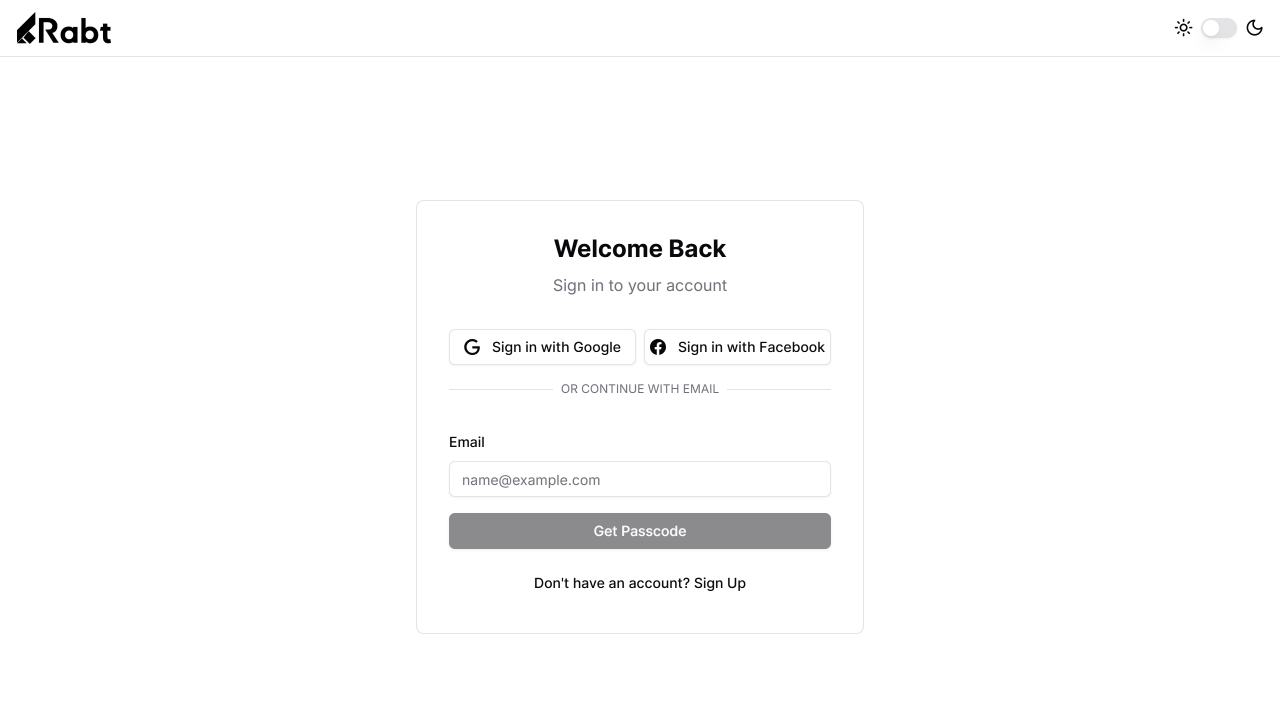 Rabt
Welcome Back
Sign in to your account
Sign in with Google
Sign in with Facebook
OR CONTINUE WITH EMAIL
Email
name@example.com
Get Passcode
Don't have an account? Sign Up